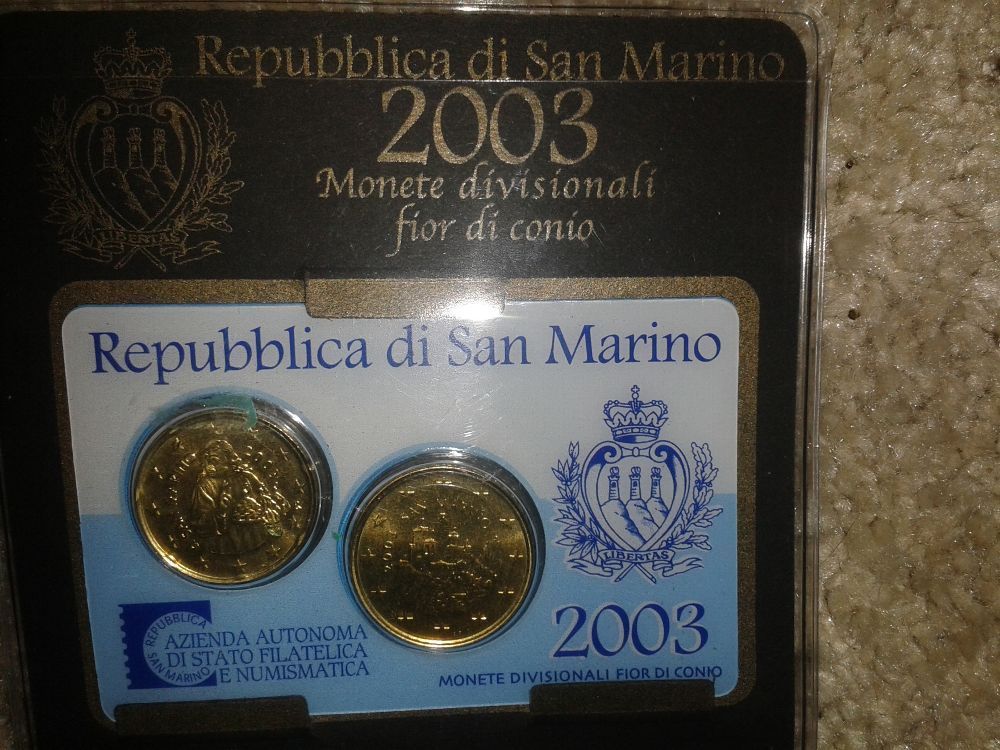 Repubblica di San Marino
2003
Monete divisionali
fior di conio
LIBERTAS
Repubblica di San Marino
LIBERTAS
REPUBBLICA
SAN MARINO
AZIENDA AUTONOMA
DI STATO FILATELICA
E NUMISMATICA
2003
MONETE DIVISIONALI FIOR DI CONIO